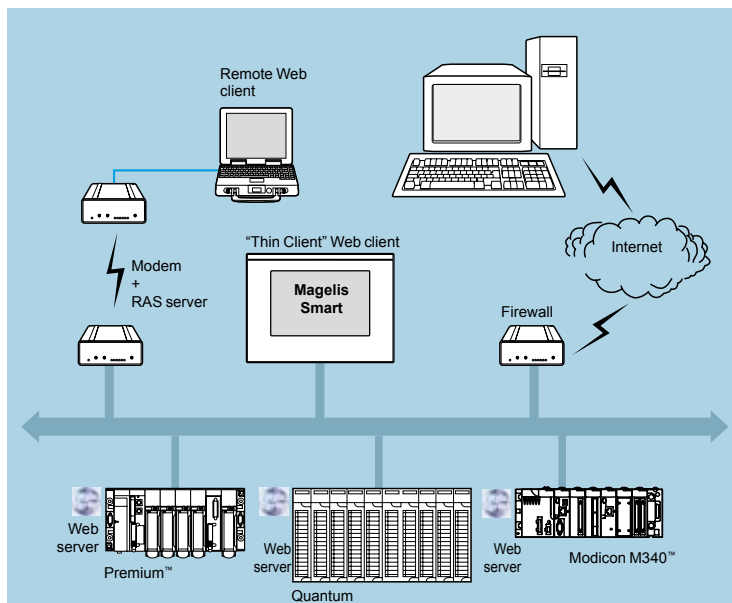 Remote Web
client
"Thin Client" Web client
Internet
Modem
+
RAS server
Magelis
Smart
Firewall
Web
server
Premium™
Web
server
Quantum
Web
server
Modicon M340™